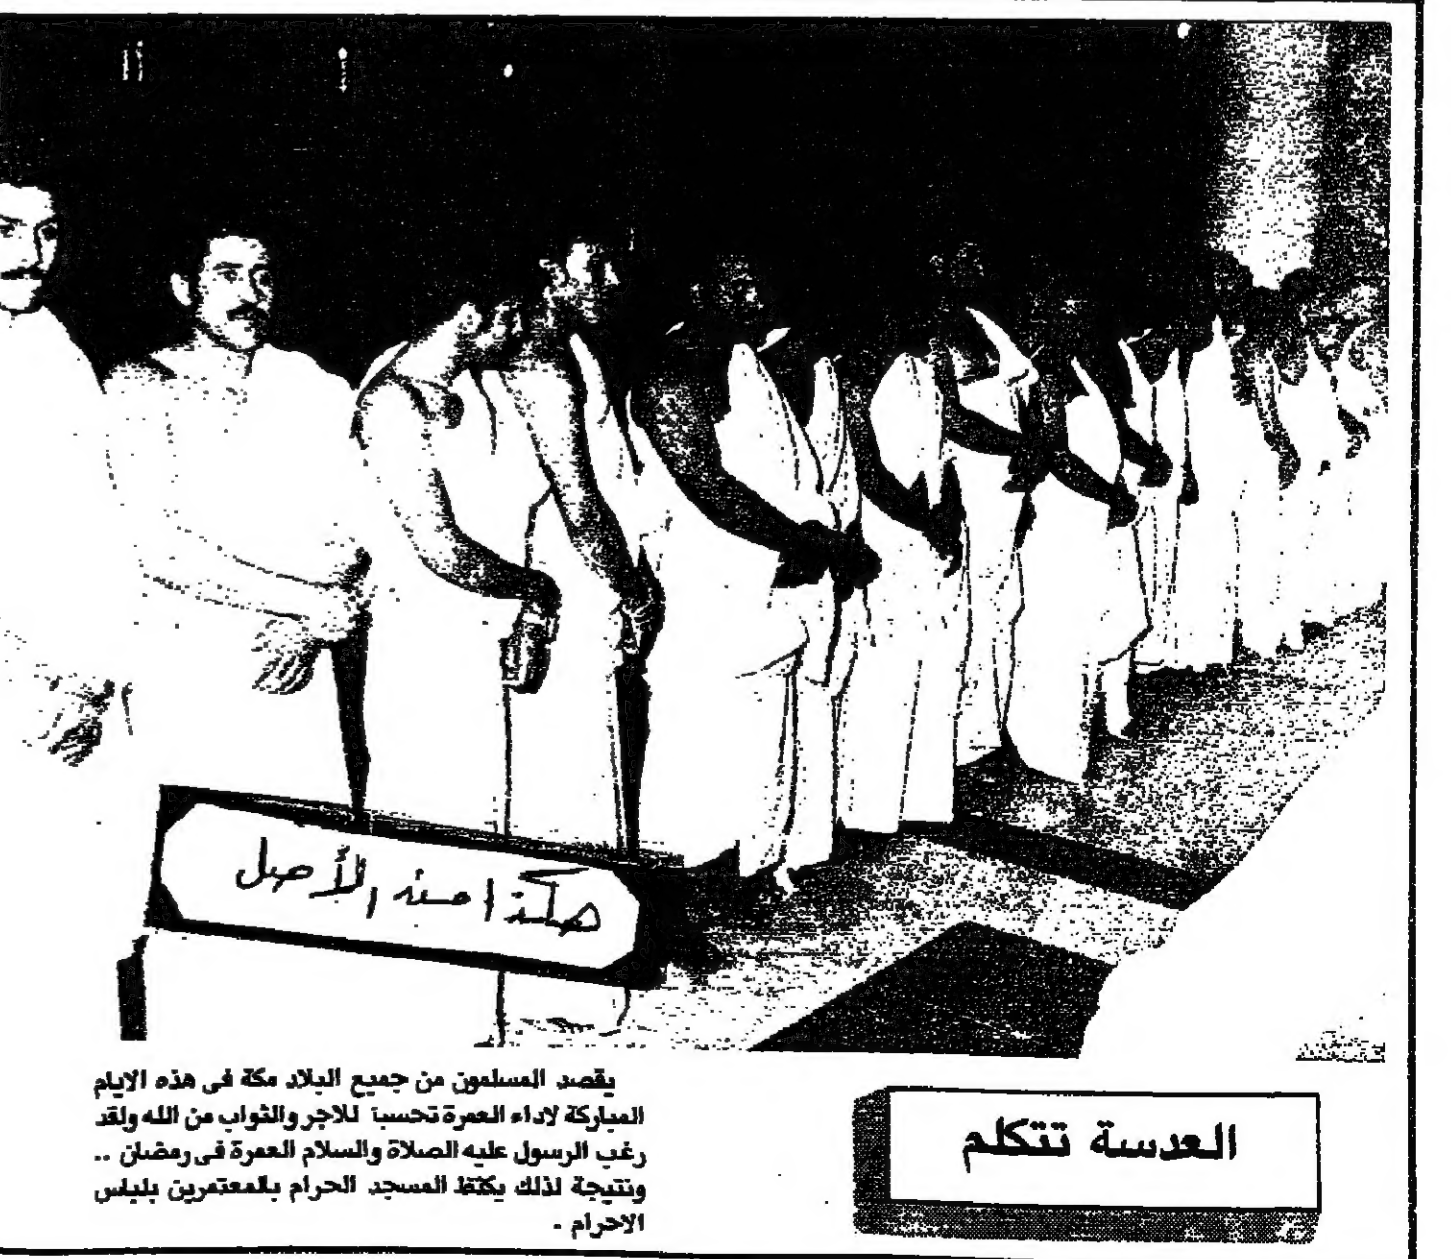 هكذا منه الأصل
العدسة تتكلم
يقصد المسلمون من جميع البلاد مكة فى هذه الايام
المباركة لاداء العمرة تحسبا للاجر والثواب من الله ولقد
رغب الرسول عليه الصلاة والسلام العمرة فى رمضان ..
ونتيجة لذلك يكتظ المسجد الحرام بالمعتمرين بلباس
الاحرام .